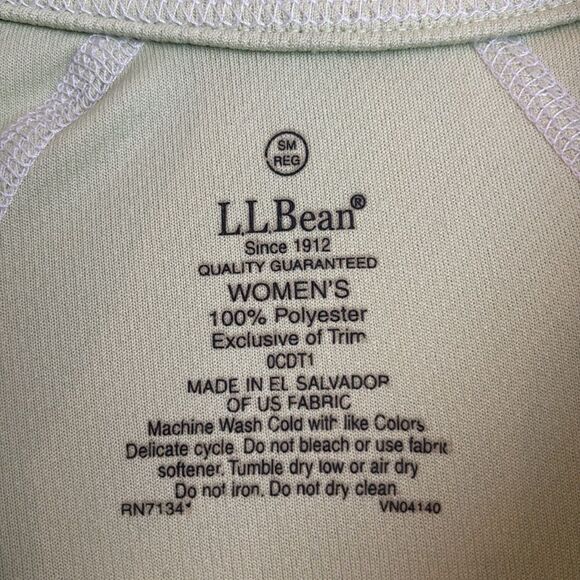 SM
REG
L.L.Bean®
Since 1912
QUALITY GUARANTEED
WOMEN'S
100% Polyester
Exclusive of Trim
0CDT1
MADE IN EL SALVADOR
OF US FABRIC
Machine Wash Cold with like Colors
Delicate cycle. Do not bleach or use fabric
softener. Tumble dry low or air dry
Do not iron. Do not dry clean
VN04140